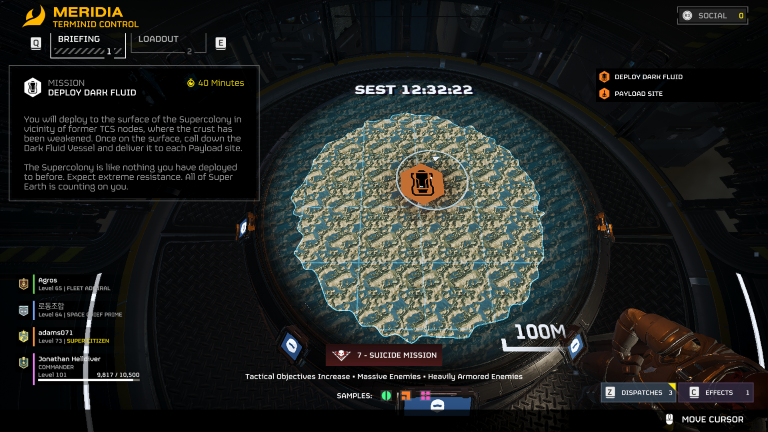 MERIDIA
TERMINID CONTROL
Q
BRIEFING
1
LOADOUT
2
E
SOCIAL 0
MISSION
DEPLOY DARK FLUID
40 Minutes
You will deploy to the surface of the Supercolony in
vicinity of former TCS nodes, where the crust has
been weakened. Once on the surface, call down the
Dark Fluid Vessel and deliver it to each Payload site.
The Supercolony is like nothing you have deployed
to before. Expect extreme resistance. All of Super
Earth is counting on you.
SEST 12:32:22
DEPLOY DARK FLUID
PAYLOAD SITE
Agros
Level 65 | FLEET ADMIRAL
로동조합
Level 64 | SPACE CHIEF PRIME
adams071
Level 73 | SUPER CITIZEN
Jonathan Helldiver
COMMANDER
Level 101 9,817 / 10,500
100M
7 - SUICIDE MISSION
Tactical Objectives Increase • Massive Enemies • Heavily Armored Enemies
SAMPLES:
Z DISPATCHES 3
C EFFECTS 1
MOVE CURSOR